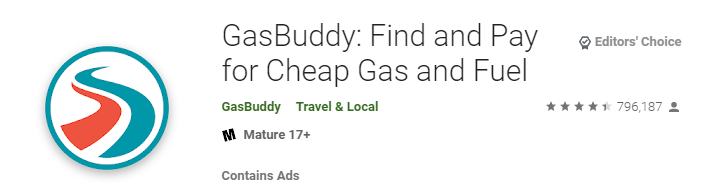 GasBuddy: Find and Pay
for Cheap Gas and Fuel
Editors' Choice
GasBuddy Travel & Local
796,187
M Mature 17+
Contains Ads